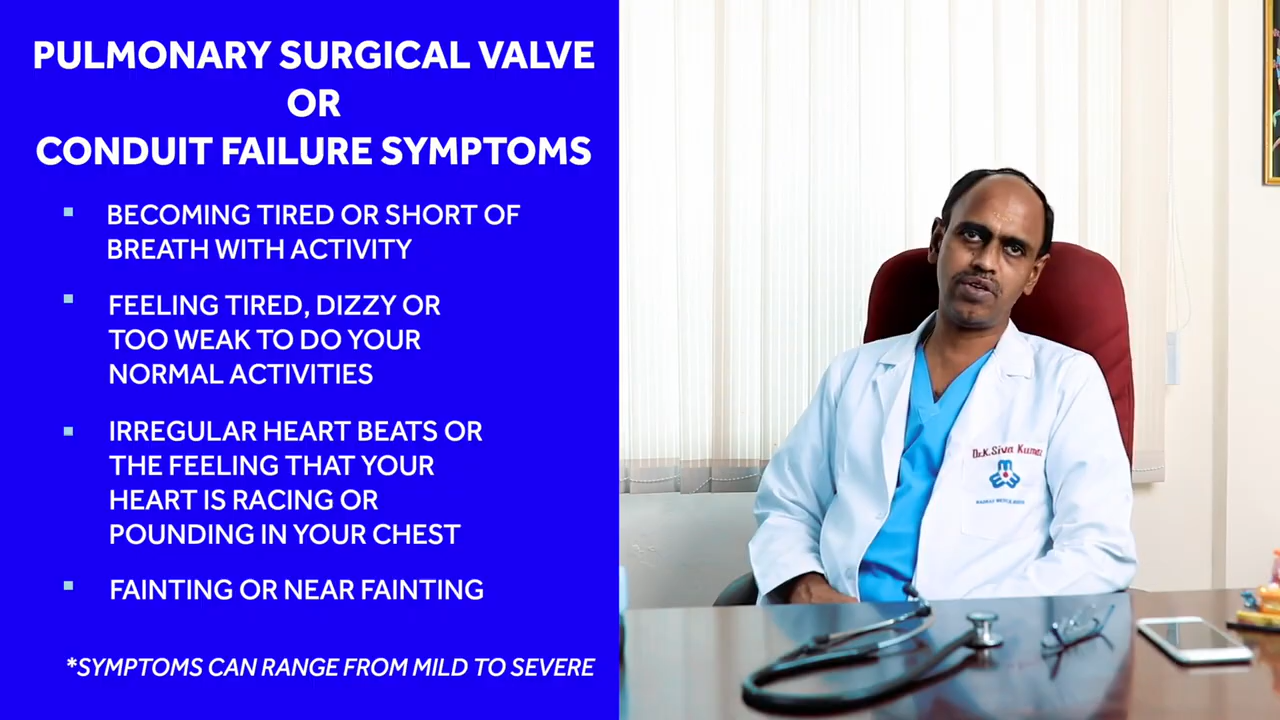 PULMONARY SURGICAL VALVE
OR
CONDUIT FAILURE SYMPTOMS
BECOMING TIRED OR SHORT OF
BREATH WITH ACTIVITY
FEELING TIRED, DIZZY OR
TOO WEAK TO DO YOUR
NORMAL ACTIVITIES
IRREGULAR HEART BEATS OR
THE FEELING THAT YOUR
HEART IS RACING OR
POUNDING IN YOUR CHEST
FAINTING OR NEAR FAINTING
*SYMPTOMS CAN RANGE FROM MILD TO SEVERE
Dr.K.Siva Kumar